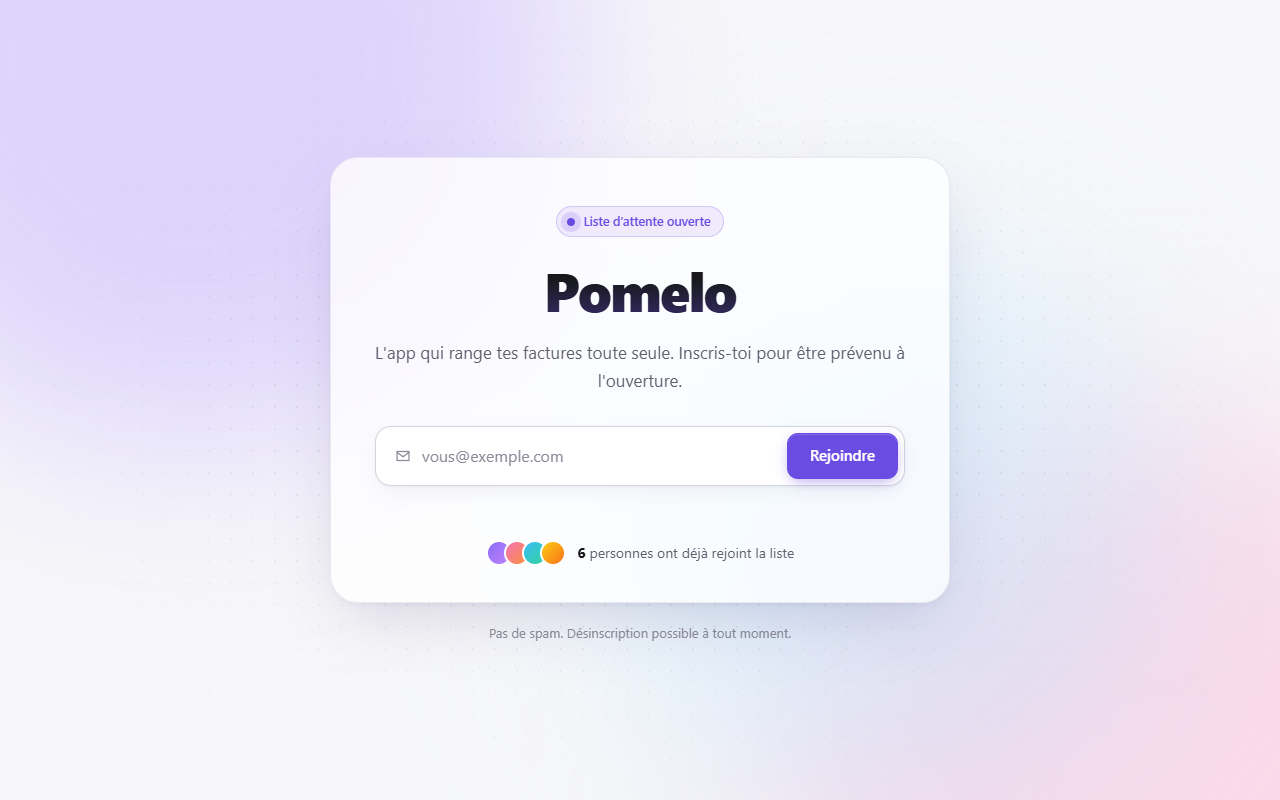 Liste d'attente ouverte
Pomelo
L'app qui range tes factures toute seule. Inscris-toi pour être prévenu à
l'ouverture.
vous@exemple.com
Rejoindre
6 personnes ont déjà rejoint la liste
Pas de spam. Désinscription possible à tout moment.